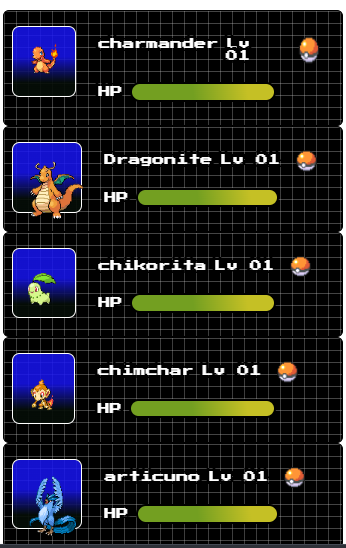 charmander Lv
01
HP
Dragonite Lv 01
HP
chikorita Lv 01
HP
chimchar Lv 01
HP
articuno Lv 01
HP